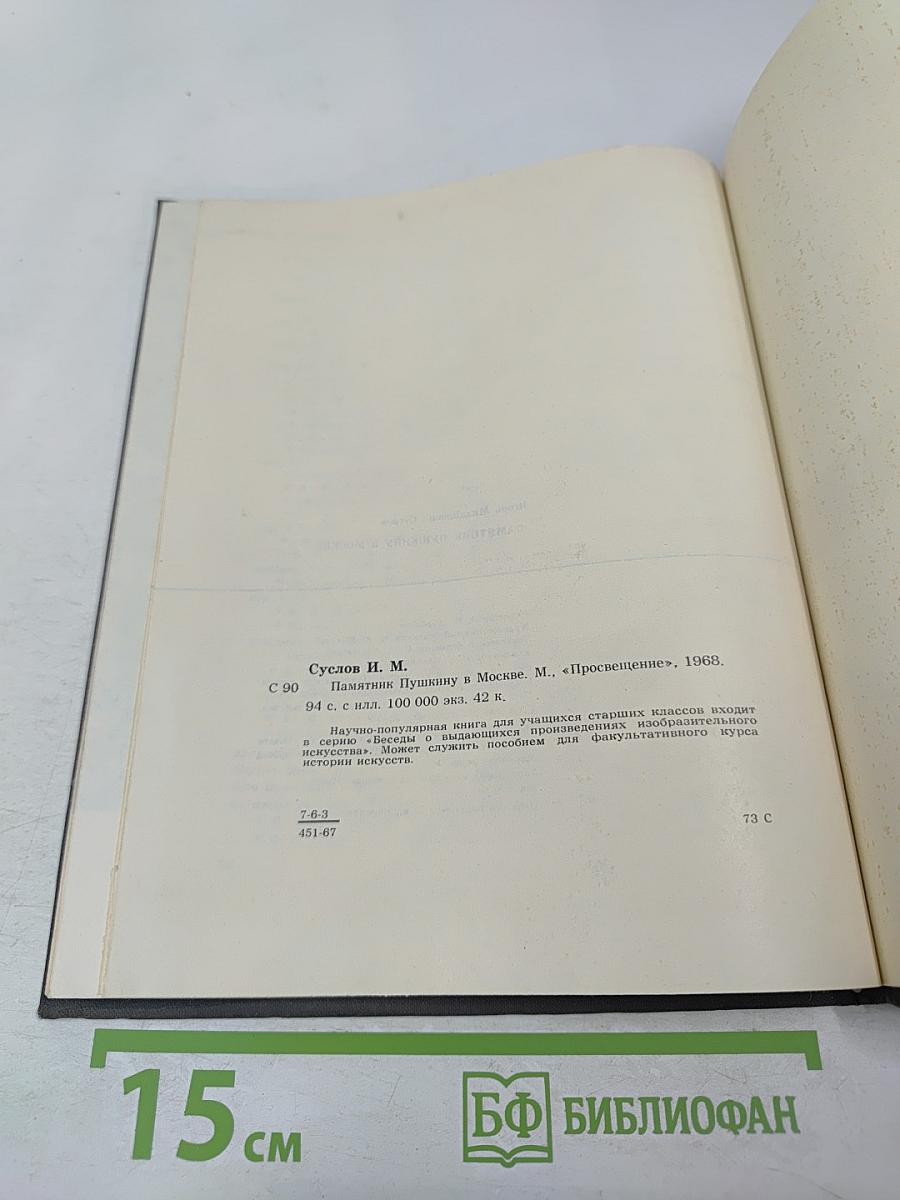 Суслов И. М.
С 90 Памятник Пушкину в Москве. М., «Просвещение», 1968.
94 с. с илл. 100 000 экз. 42 к.
Научно-популярная книга для учащихся старших классов входит
в серию «Беседы о выдающихся произведениях изобразительного
искусства». Может служить пособием для факультативного курса
истории искусств.
7-6-3
451-67
73 С
15 см
БФ БИБЛИОФАН